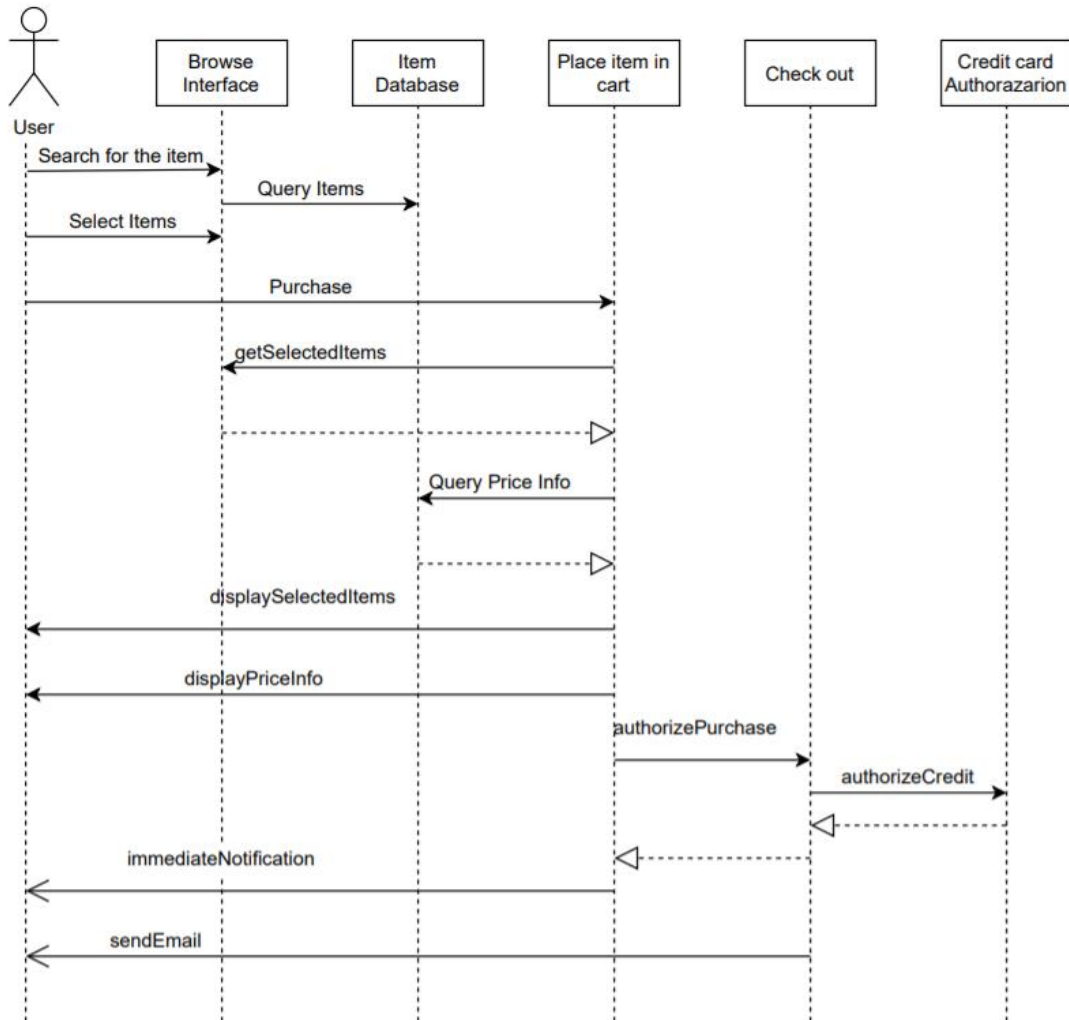 Browse
Interface
Item
Database
Place item in
cart
Check out
Credit card
Authorazarion
User
Search for the item
Query Items
Select Items
Purchase
getSelectedItems
Query Price Info
displaySelectedItems
displayPriceInfo
authorizePurchase
authorizeCredit
immediateNotification
sendEmail